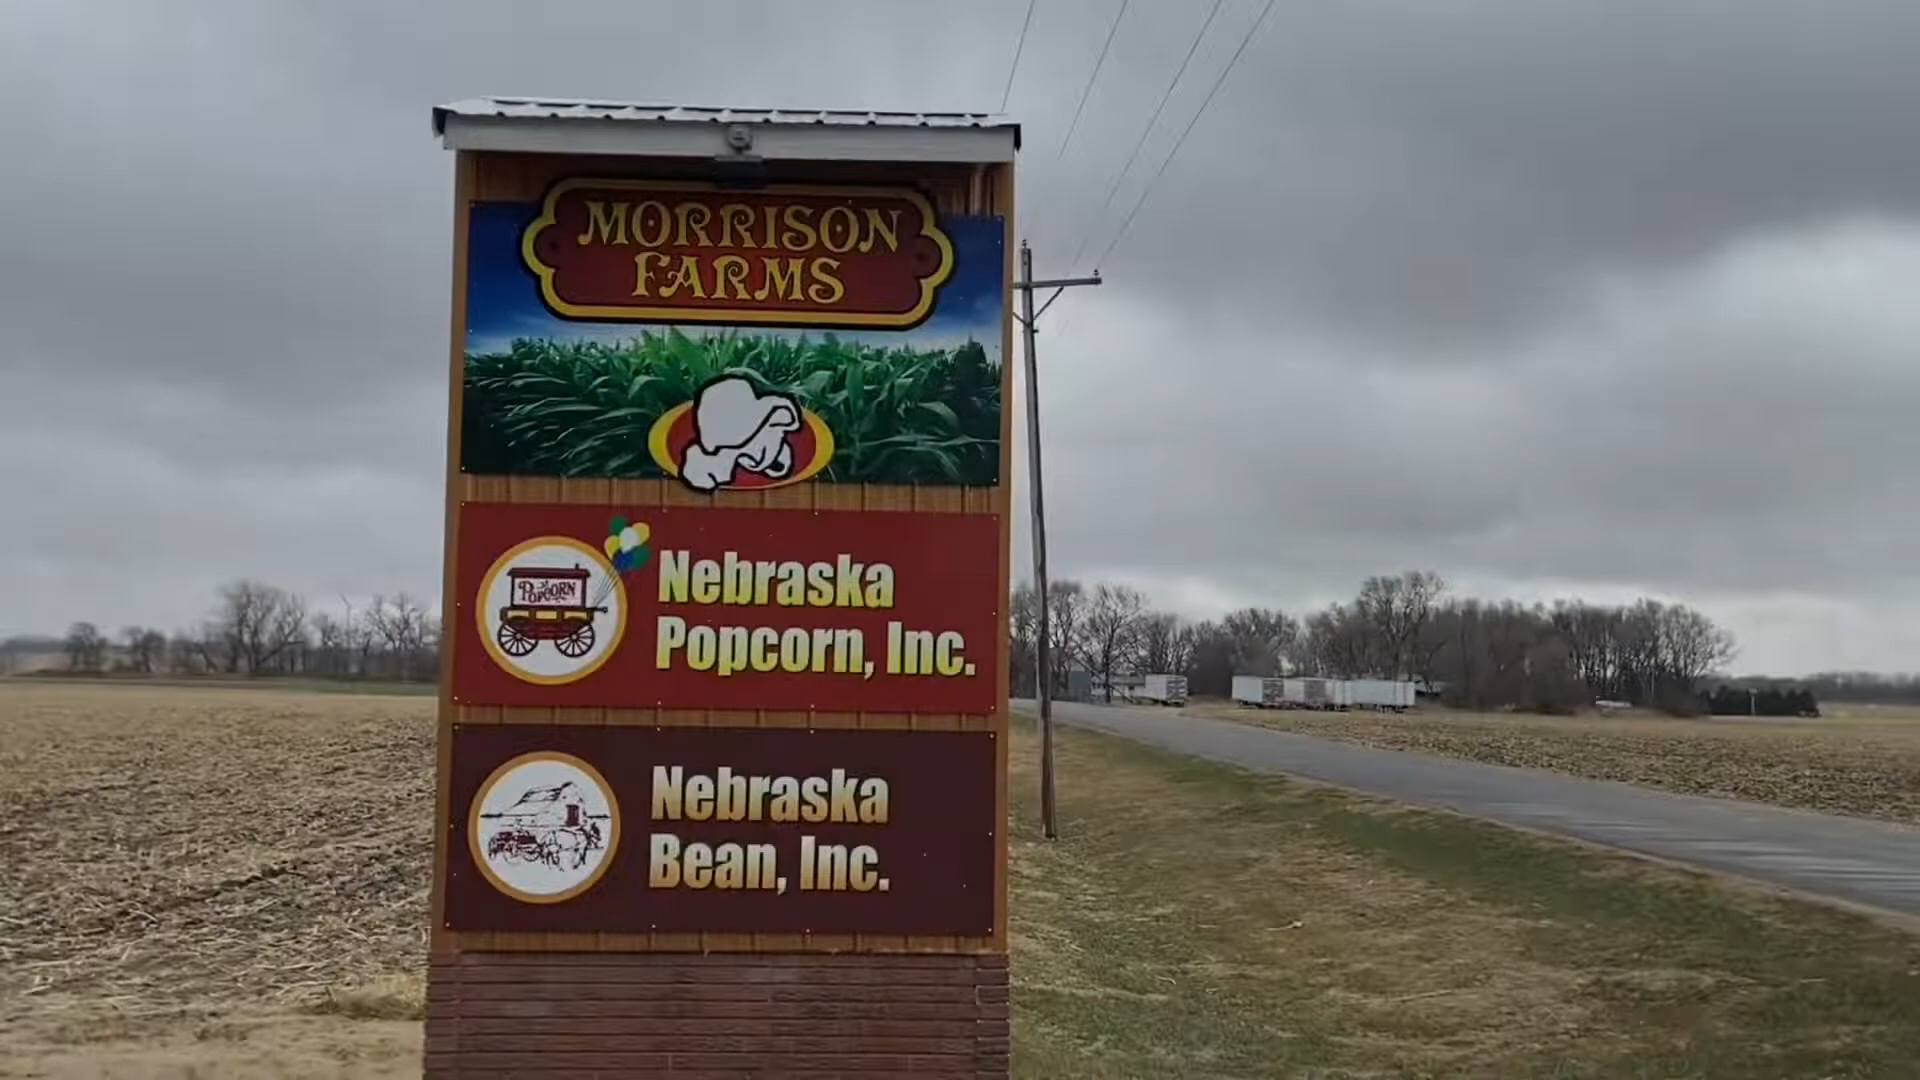 MORRISON
FARMS
POPCORN
Nebraska
Popcorn, Inc.
Nebraska
Bean, Inc.